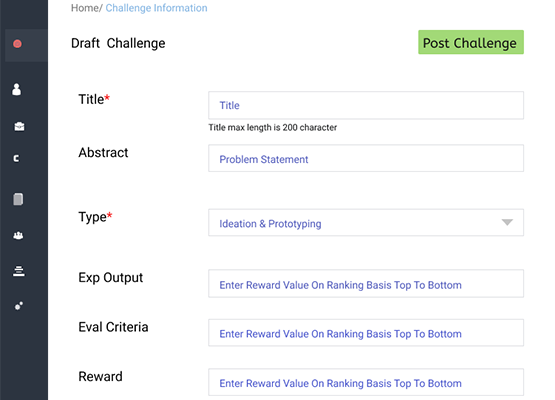 Home/ Challenge Information
Draft Challenge
Post Challenge
Title*
Title
Title max length is 200 character
Abstract
Problem Statement
Type*
Ideation & Prototyping
Exp Output
Enter Reward Value On Ranking Basis Top To Bottom
Eval Criteria
Enter Reward Value On Ranking Basis Top To Bottom
Reward
Enter Reward Value On Ranking Basis Top To Bottom